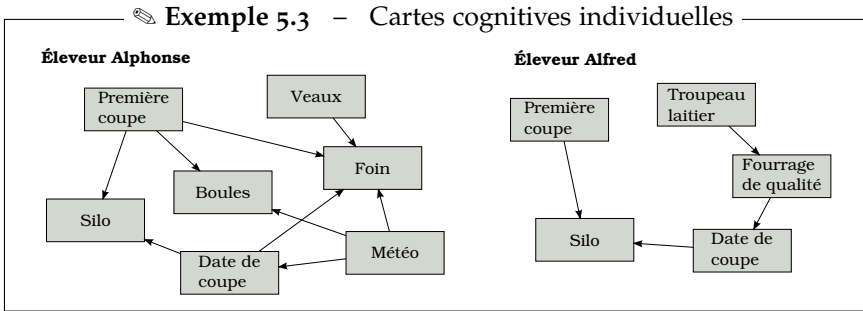 ✎ Exemple 5.3 – Cartes cognitives individuelles
Éleveur Alphonse
Première
coupe
Veaux
Foin
Boules
Silo
Météo
Date de
coupe
Éleveur Alfred
Première
coupe
Troupeau
laitier
Fourrage
de qualité
Silo
Date de
coupe